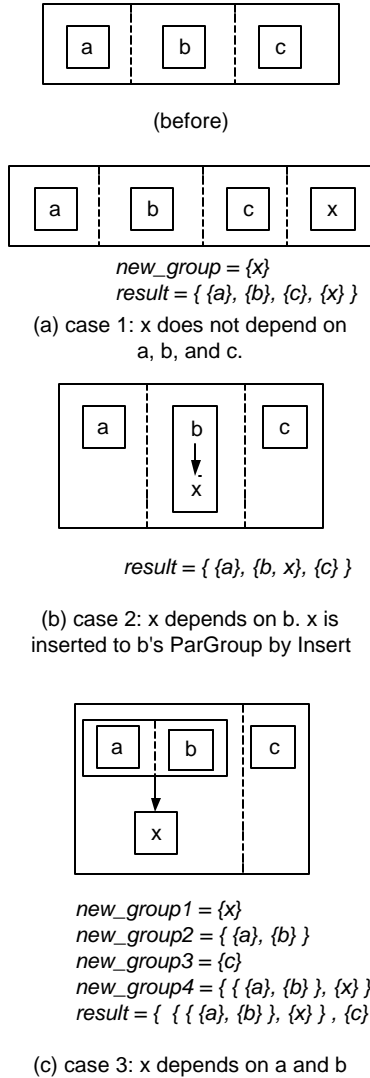 a b c
(before)
a b c x
new_group = {x}
result = { {a}, {b}, {c}, {x} }
(a) case 1: x does not depend on
a, b, and c.
a b c
x
result = { {a}, {b, x}, {c} }
(b) case 2: x depends on b. x is
inserted to b's ParGroup by Insert
a b c
x
new_group1 = {x}
new_group2 = { {a}, {b} }
new_group3 = {c}
new_group4 = { { {a}, {b} }, {x} }
result = { { { {a}, {b} }, {x} } , {c}
(c) case 3: x depends on a and b